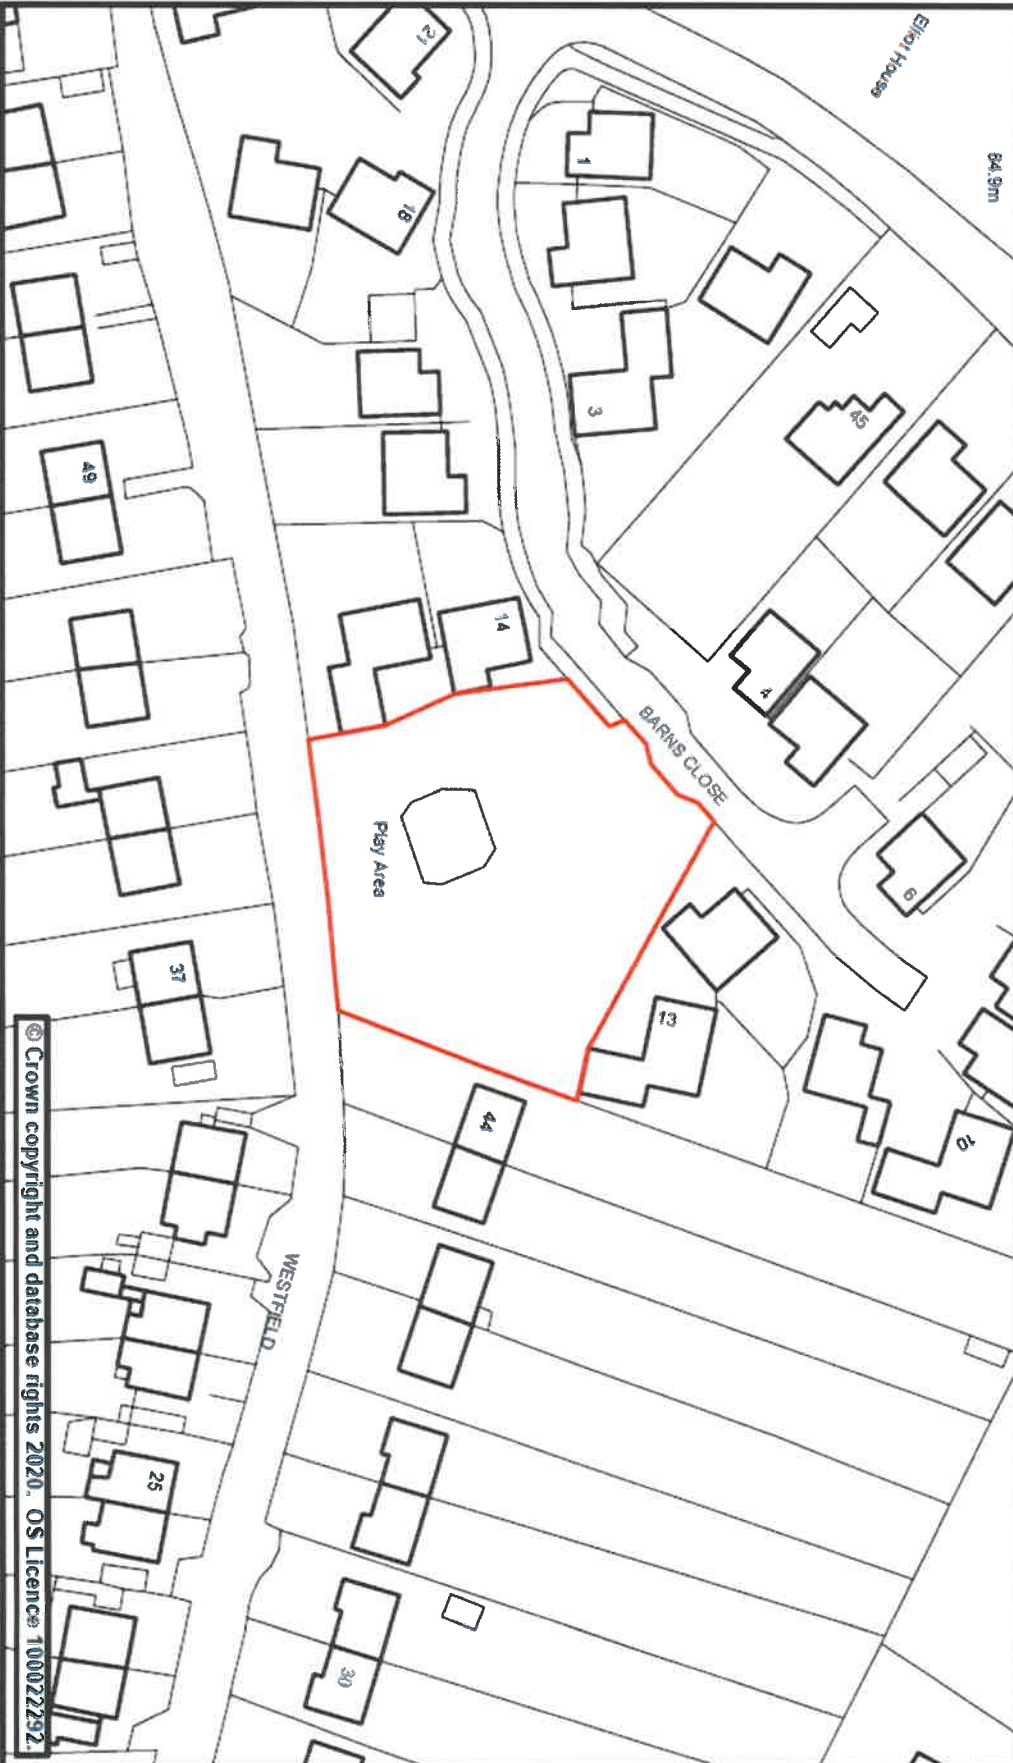 Elliot House
64.9m
21
1
18
3
45
49
14
4
BARNS CLOSE
Play Area
6
37
13
44
10
WESTFIELD
25
30
© Crown copyright and database rights 2020. OS Licence 100022292.